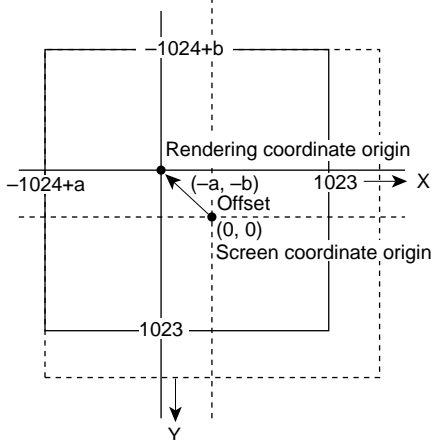 –1024+b
Rendering coordinate origin
–1024+a
(–a, –b)
1023
X
Offset
(0, 0)
Screen coordinate origin
1023
Y